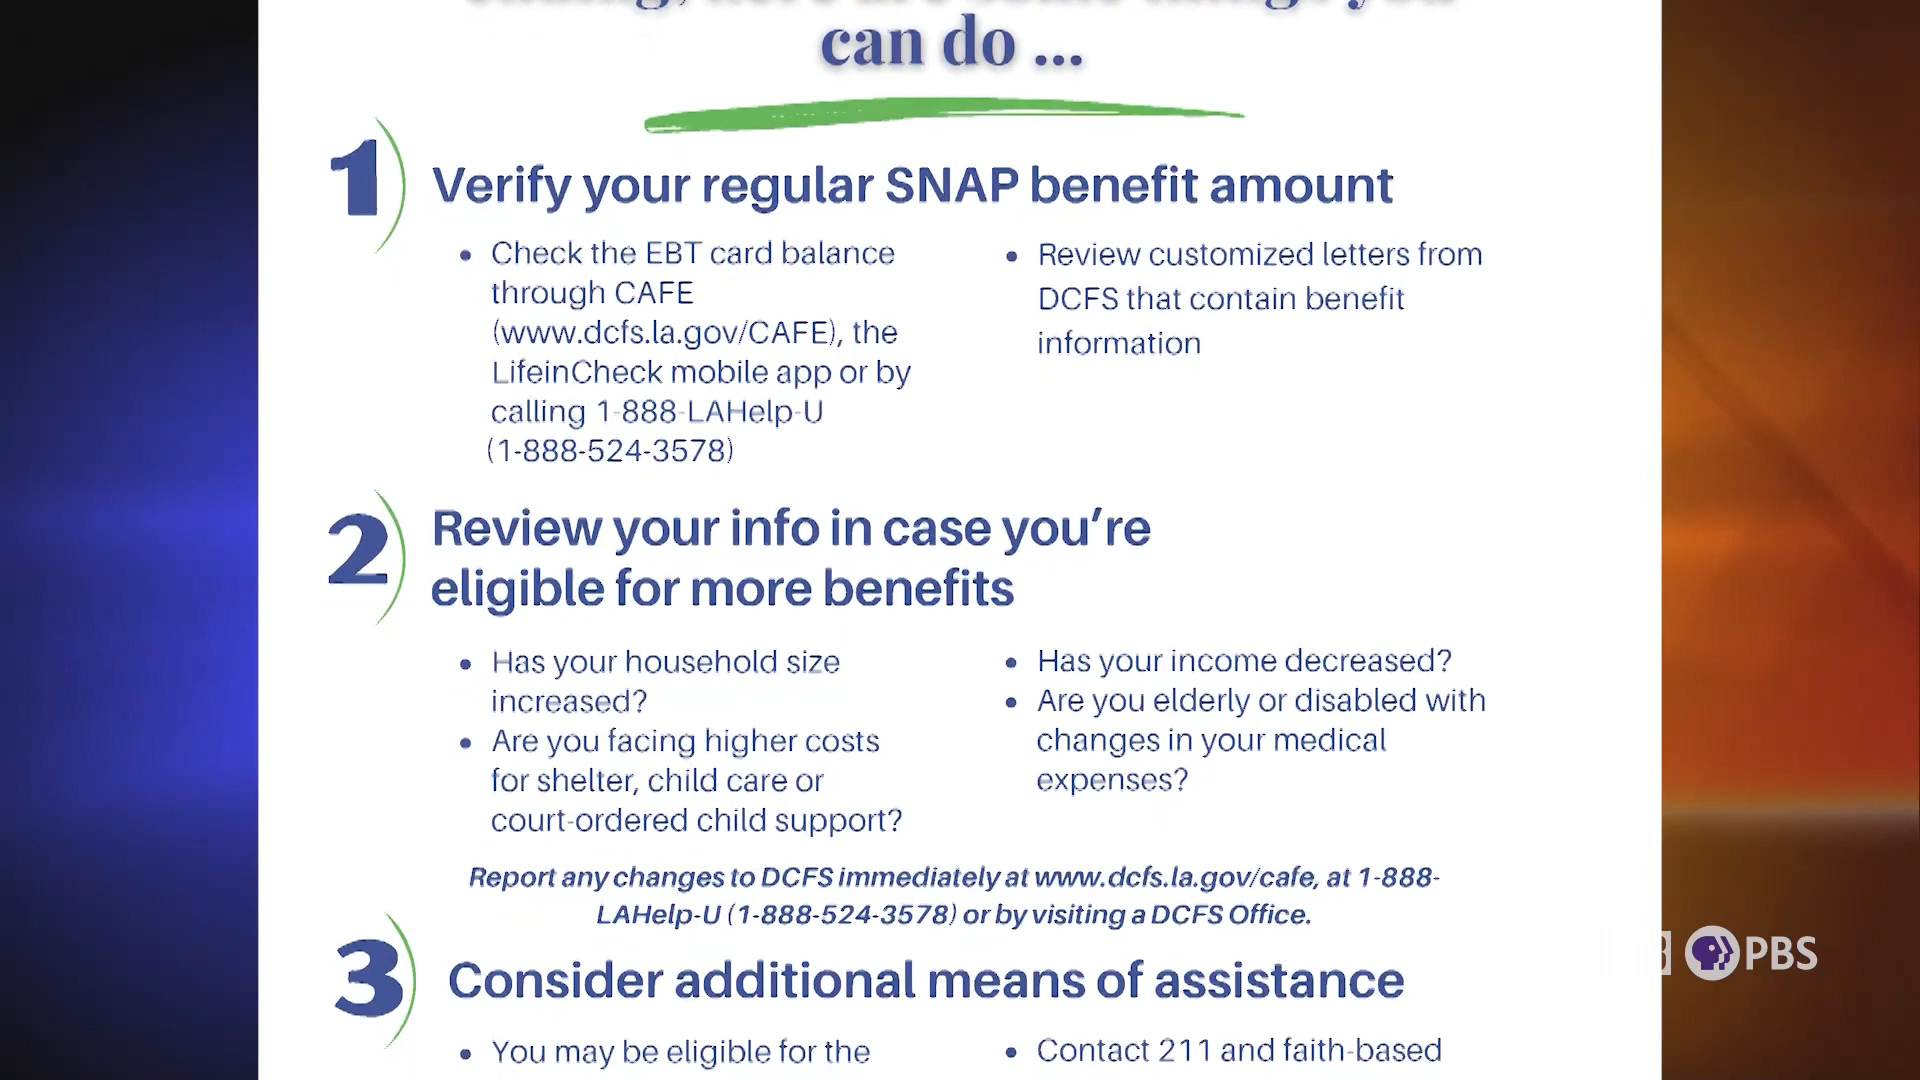 can do ...
1
Verify your regular SNAP benefit amount
• Check the EBT card balance
through CAFE
(www.dcfs.la.gov/CAFE), the
LifeinCheck mobile app or by
calling 1-888-LAHelp-U
(1-888-524-3578)
• Review customized letters from
DCFS that contain benefit
information
2
Review your info in case you're
eligible for more benefits
• Has your household size
increased?
• Are you facing higher costs
for shelter, child care or
court-ordered child support?
• Has your income decreased?
• Are you elderly or disabled with
changes in your medical
expenses?
Report any changes to DCFS immediately at www.dcfs.la.gov/cafe, at 1-888-
LAHelp-U (1-888-524-3578) or by visiting a DCFS Office.
3
Consider additional means of assistance
• You may be eligible for the
• Contact 211 and faith-based
PBS